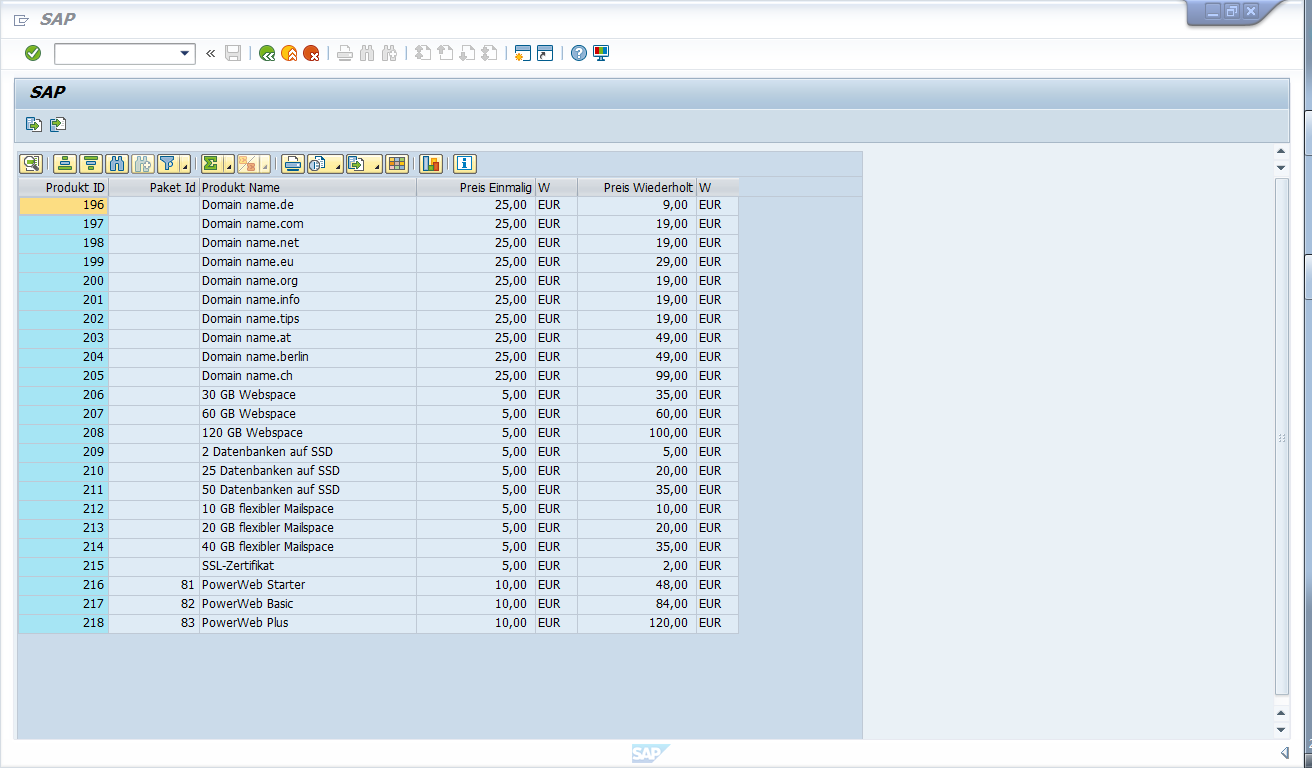 SAP
SAP
Produkt ID Paket Id Produkt Name Preis Einmalig W Preis Wiederholt W
196 Domain name.de 25,00 EUR 9,00 EUR
197 Domain name.com 25,00 EUR 19,00 EUR
198 Domain name.net 25,00 EUR 19,00 EUR
199 Domain name.eu 25,00 EUR 29,00 EUR
200 Domain name.org 25,00 EUR 19,00 EUR
201 Domain name.info 25,00 EUR 19,00 EUR
202 Domain name.tips 25,00 EUR 19,00 EUR
203 Domain name.at 25,00 EUR 49,00 EUR
204 Domain name.berlin 25,00 EUR 49,00 EUR
205 Domain name.ch 25,00 EUR 99,00 EUR
206 30 GB Webspace 5,00 EUR 35,00 EUR
207 60 GB Webspace 5,00 EUR 60,00 EUR
208 120 GB Webspace 5,00 EUR 100,00 EUR
209 2 Datenbanken auf SSD 5,00 EUR 5,00 EUR
210 25 Datenbanken auf SSD 5,00 EUR 20,00 EUR
211 50 Datenbanken auf SSD 5,00 EUR 35,00 EUR
212 10 GB flexibler Mailspace 5,00 EUR 10,00 EUR
213 20 GB flexibler Mailspace 5,00 EUR 20,00 EUR
214 40 GB flexibler Mailspace 5,00 EUR 35,00 EUR
215 SSL-Zertifikat 5,00 EUR 2,00 EUR
216 81 PowerWeb Starter 10,00 EUR 48,00 EUR
217 82 PowerWeb Basic 10,00 EUR 84,00 EUR
218 83 PowerWeb Plus 10,00 EUR 120,00 EUR
SAP